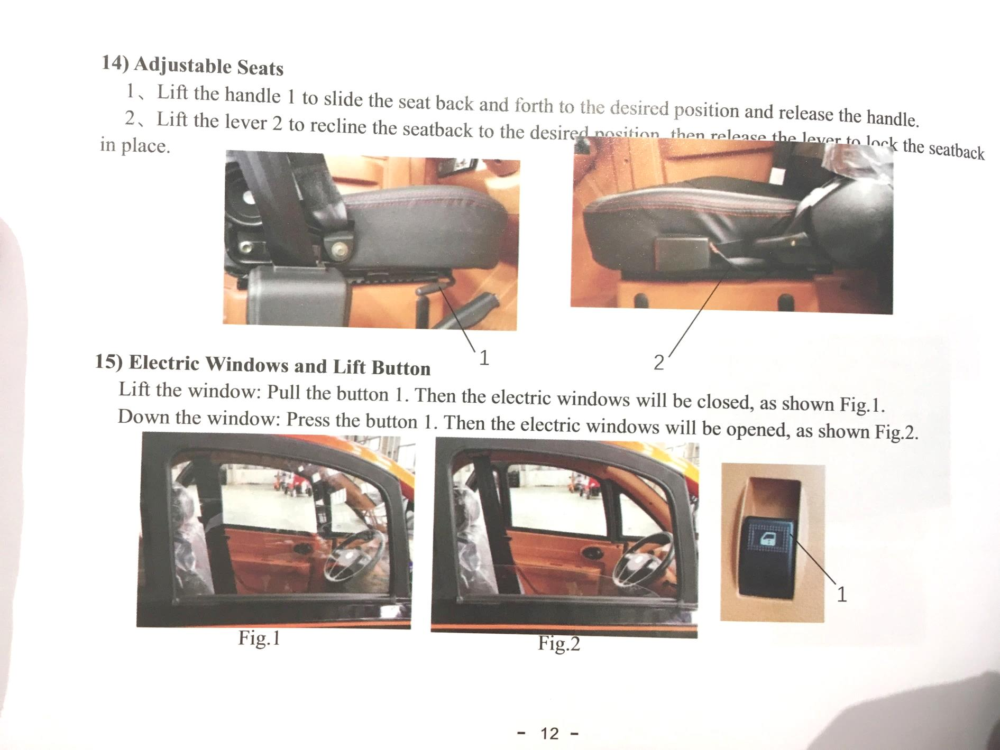 14) Adjustable Seats
1、Lift the handle 1 to slide the seat back and forth to the desired position and release the handle.
2、Lift the lever 2 to recline the seatback to the desired position, then release the lever to lock the seatback
in place.
1
2
15) Electric Windows and Lift Button
Lift the window: Pull the button 1. Then the electric windows will be closed, as shown Fig.1.
Down the window: Press the button 1. Then the electric windows will be opened, as shown Fig.2.
1
Fig.1
Fig.2
- 12 -